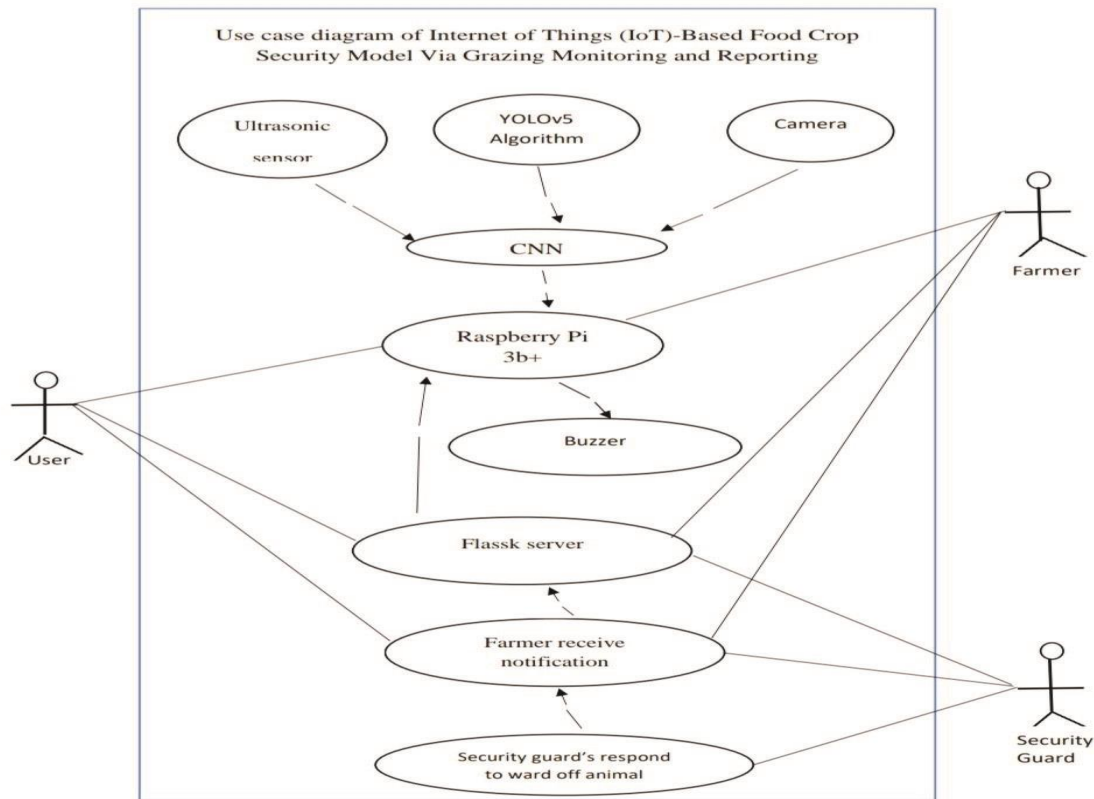 Use case diagram of Internet of Things (IoT)-Based Food Crop
Security Model Via Grazing Monitoring and Reporting
Ultrasonic
sensor
YOLOv5
Algorithm
Camera
CNN
Farmer
Raspberry Pi
3b+
User
Buzzer
Flassk server
Farmer receive
notification
Security guard's respond
to ward off animal
Security
Guard